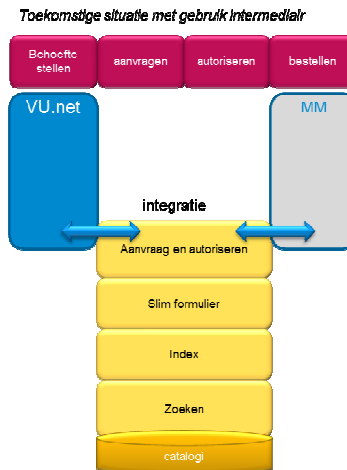 Toekomstige situatie met gebruik intermediair
Behoefte
stellen
aanvragen
autoriseren
bestellen
VU.net
MM
integratie
Aanvraag en autoriseren
Slim formulier
Index
Zoeken
catalogi